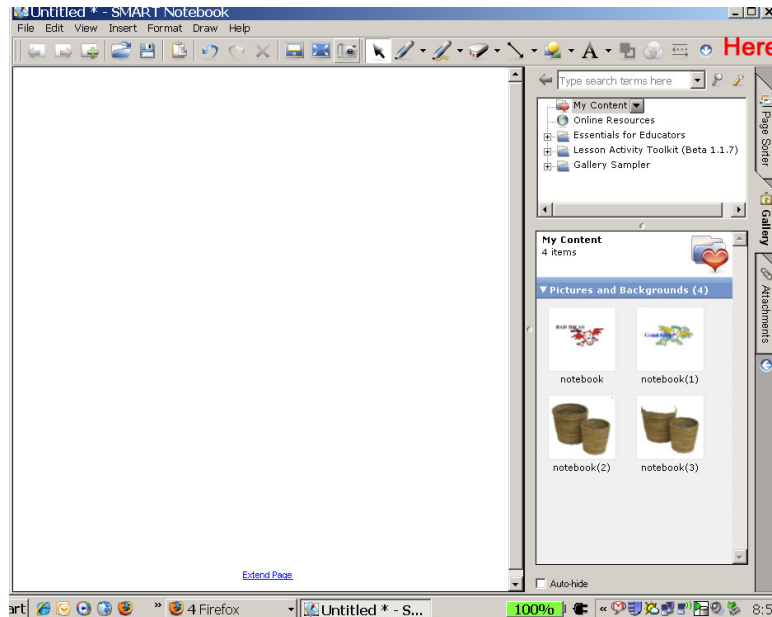 Untitled * - SMART Notebook
File Edit View Insert Format Draw Help
Here
Type search terms here
My Content
Online Resources
Essentials for Educators
Lesson Activity Toolkit (Beta 1.1.7)
Gallery Sampler
Page Sorter
Gallery
Attachments
My Content
4 items
Pictures and Backgrounds (4)
BAD IDEAS
notebook
notebook(1)
notebook(2)
notebook(3)
Extend Page
Auto-hide
art
4 Firefox
Untitled * - S...
100%
8:5